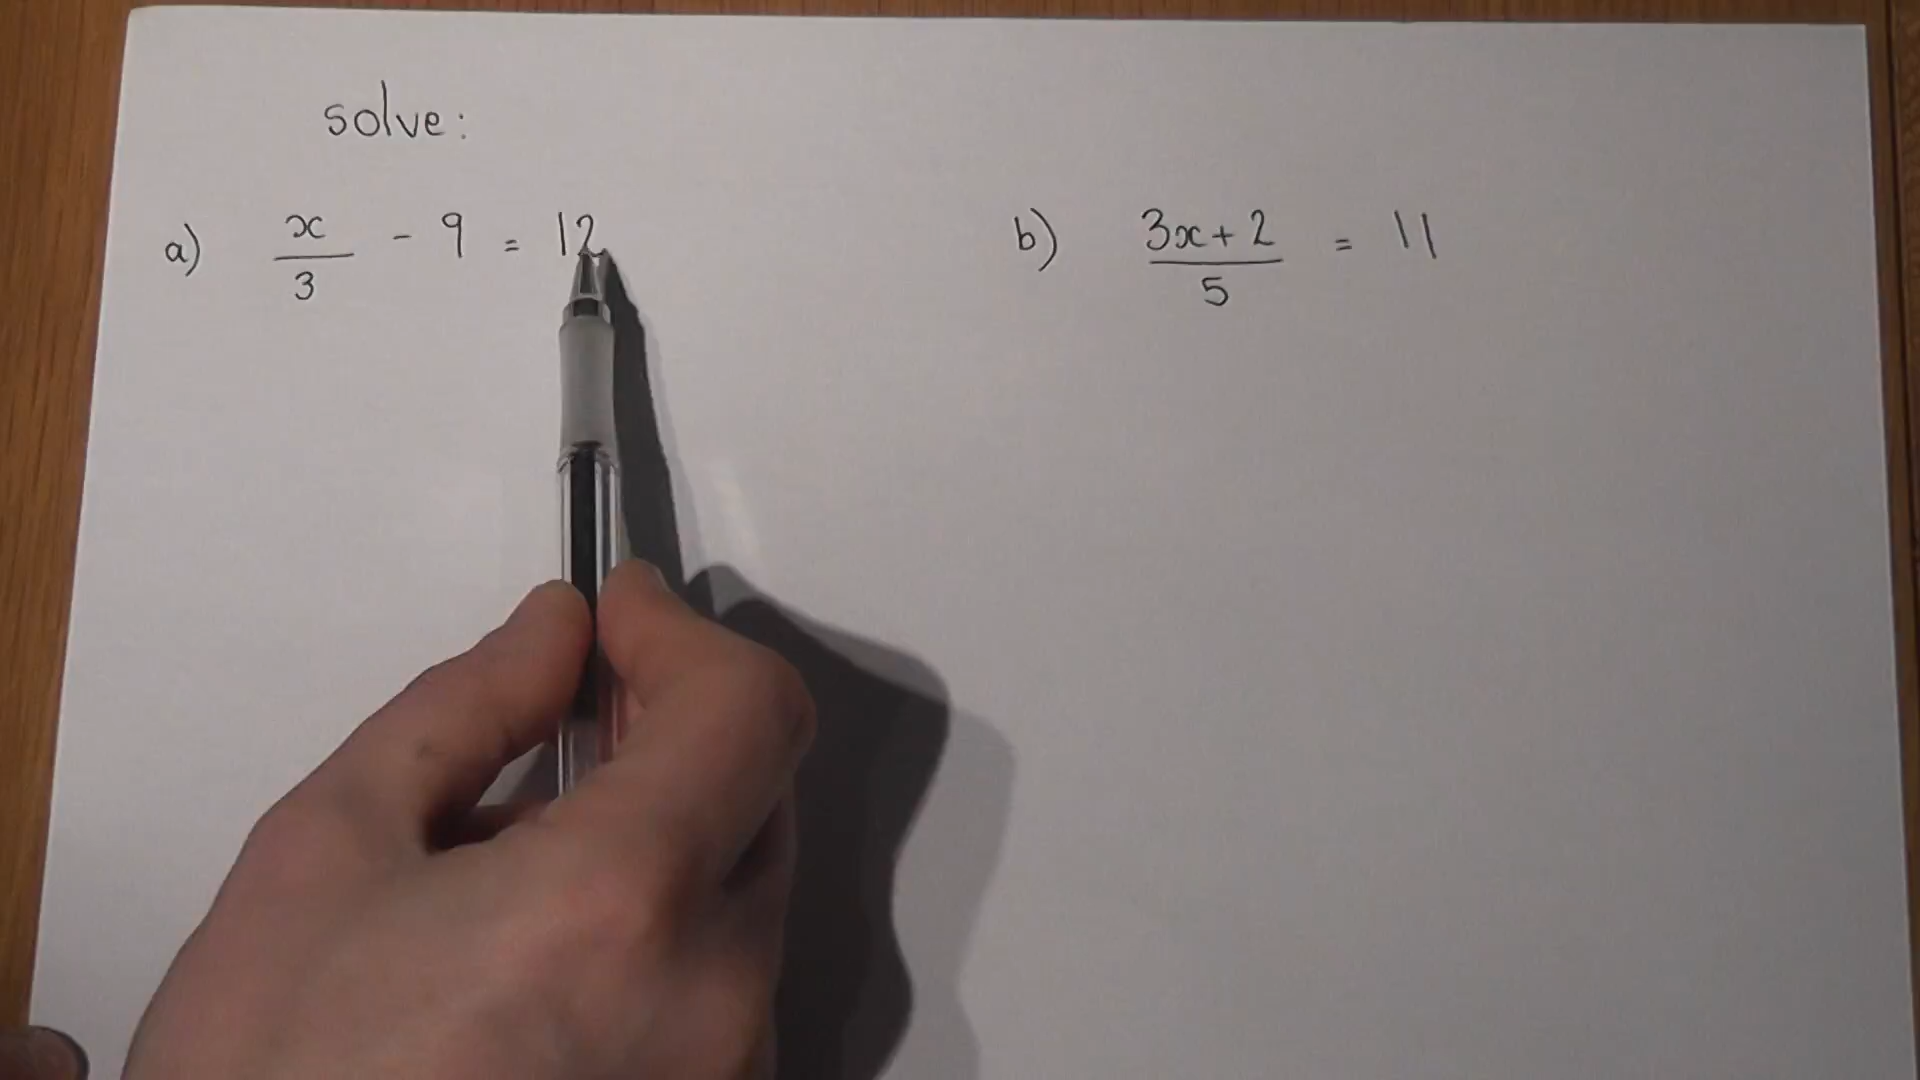 solve:
a) x/3 - 9 = 12
b) (3x+2)/5 = 11